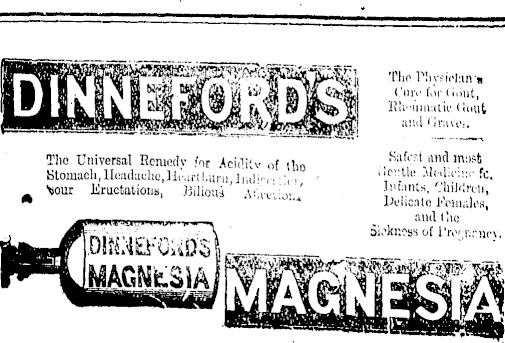 DINNEFORD'S
The Physician's
Cure for Gout,
Rheumatic Gout
and Gravel.
The Universal Remedy for Acidity of the
Stomach, Headache, Heartburn, Indigestion,
Sour Eructations, Bilious Affections.
Safest and most
Gentle Medicine
Infants, Children,
Delicate Females,
and the
Sickness of Pregnancy.
DINNEFORD'S
MAGNESIA
MAGNESIA